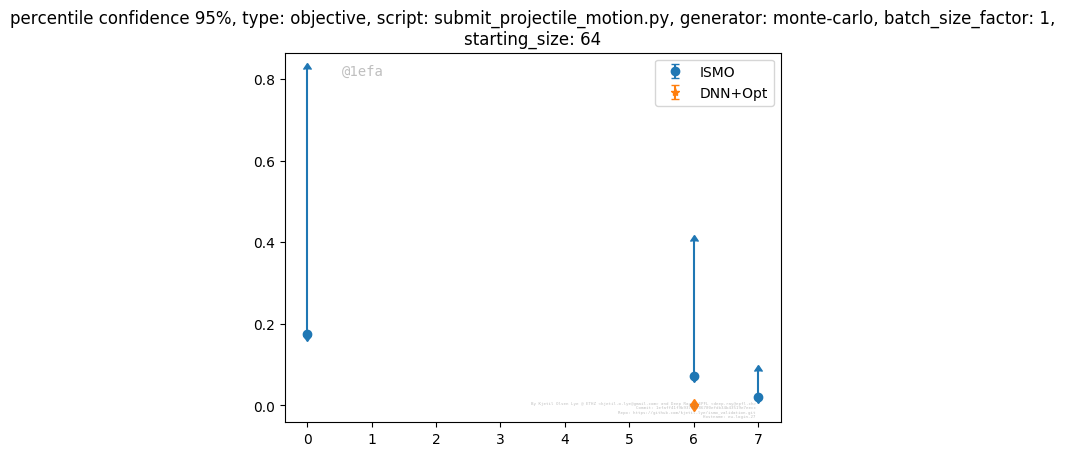 percentile confidence 95%, type: objective, script: submit_projectile_motion.py, generator: monte-carlo, batch_size_factor: 1,
starting_size: 64
@1efa
ISMO
DNN+Opt
0.8
0.6
0.4
0.2
0.0
0 1 2 3 4 5 6 7